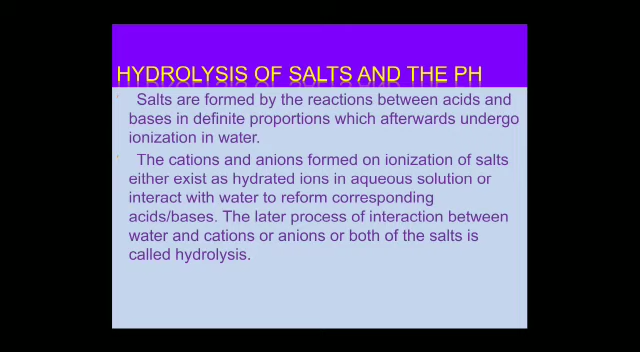 HYDROLYSIS OF SALTS AND THE PH
Salts are formed by the reactions between acids and
bases in definite proportions which afterwards undergo
ionization in water.
The cations and anions formed on ionization of salts
either exist as hydrated ions in aqueous solution or
interact with water to reform corresponding
acids/bases. The later process of interaction between
water and cations or anions or both of the salts is
called hydrolysis.